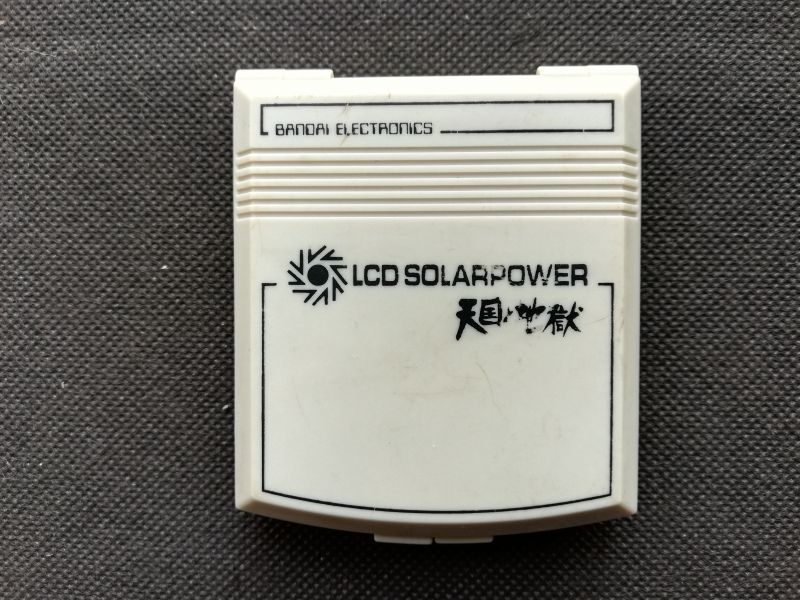 BANDAI ELECTRONICS
LCD SOLARPOWER
天国と地獄